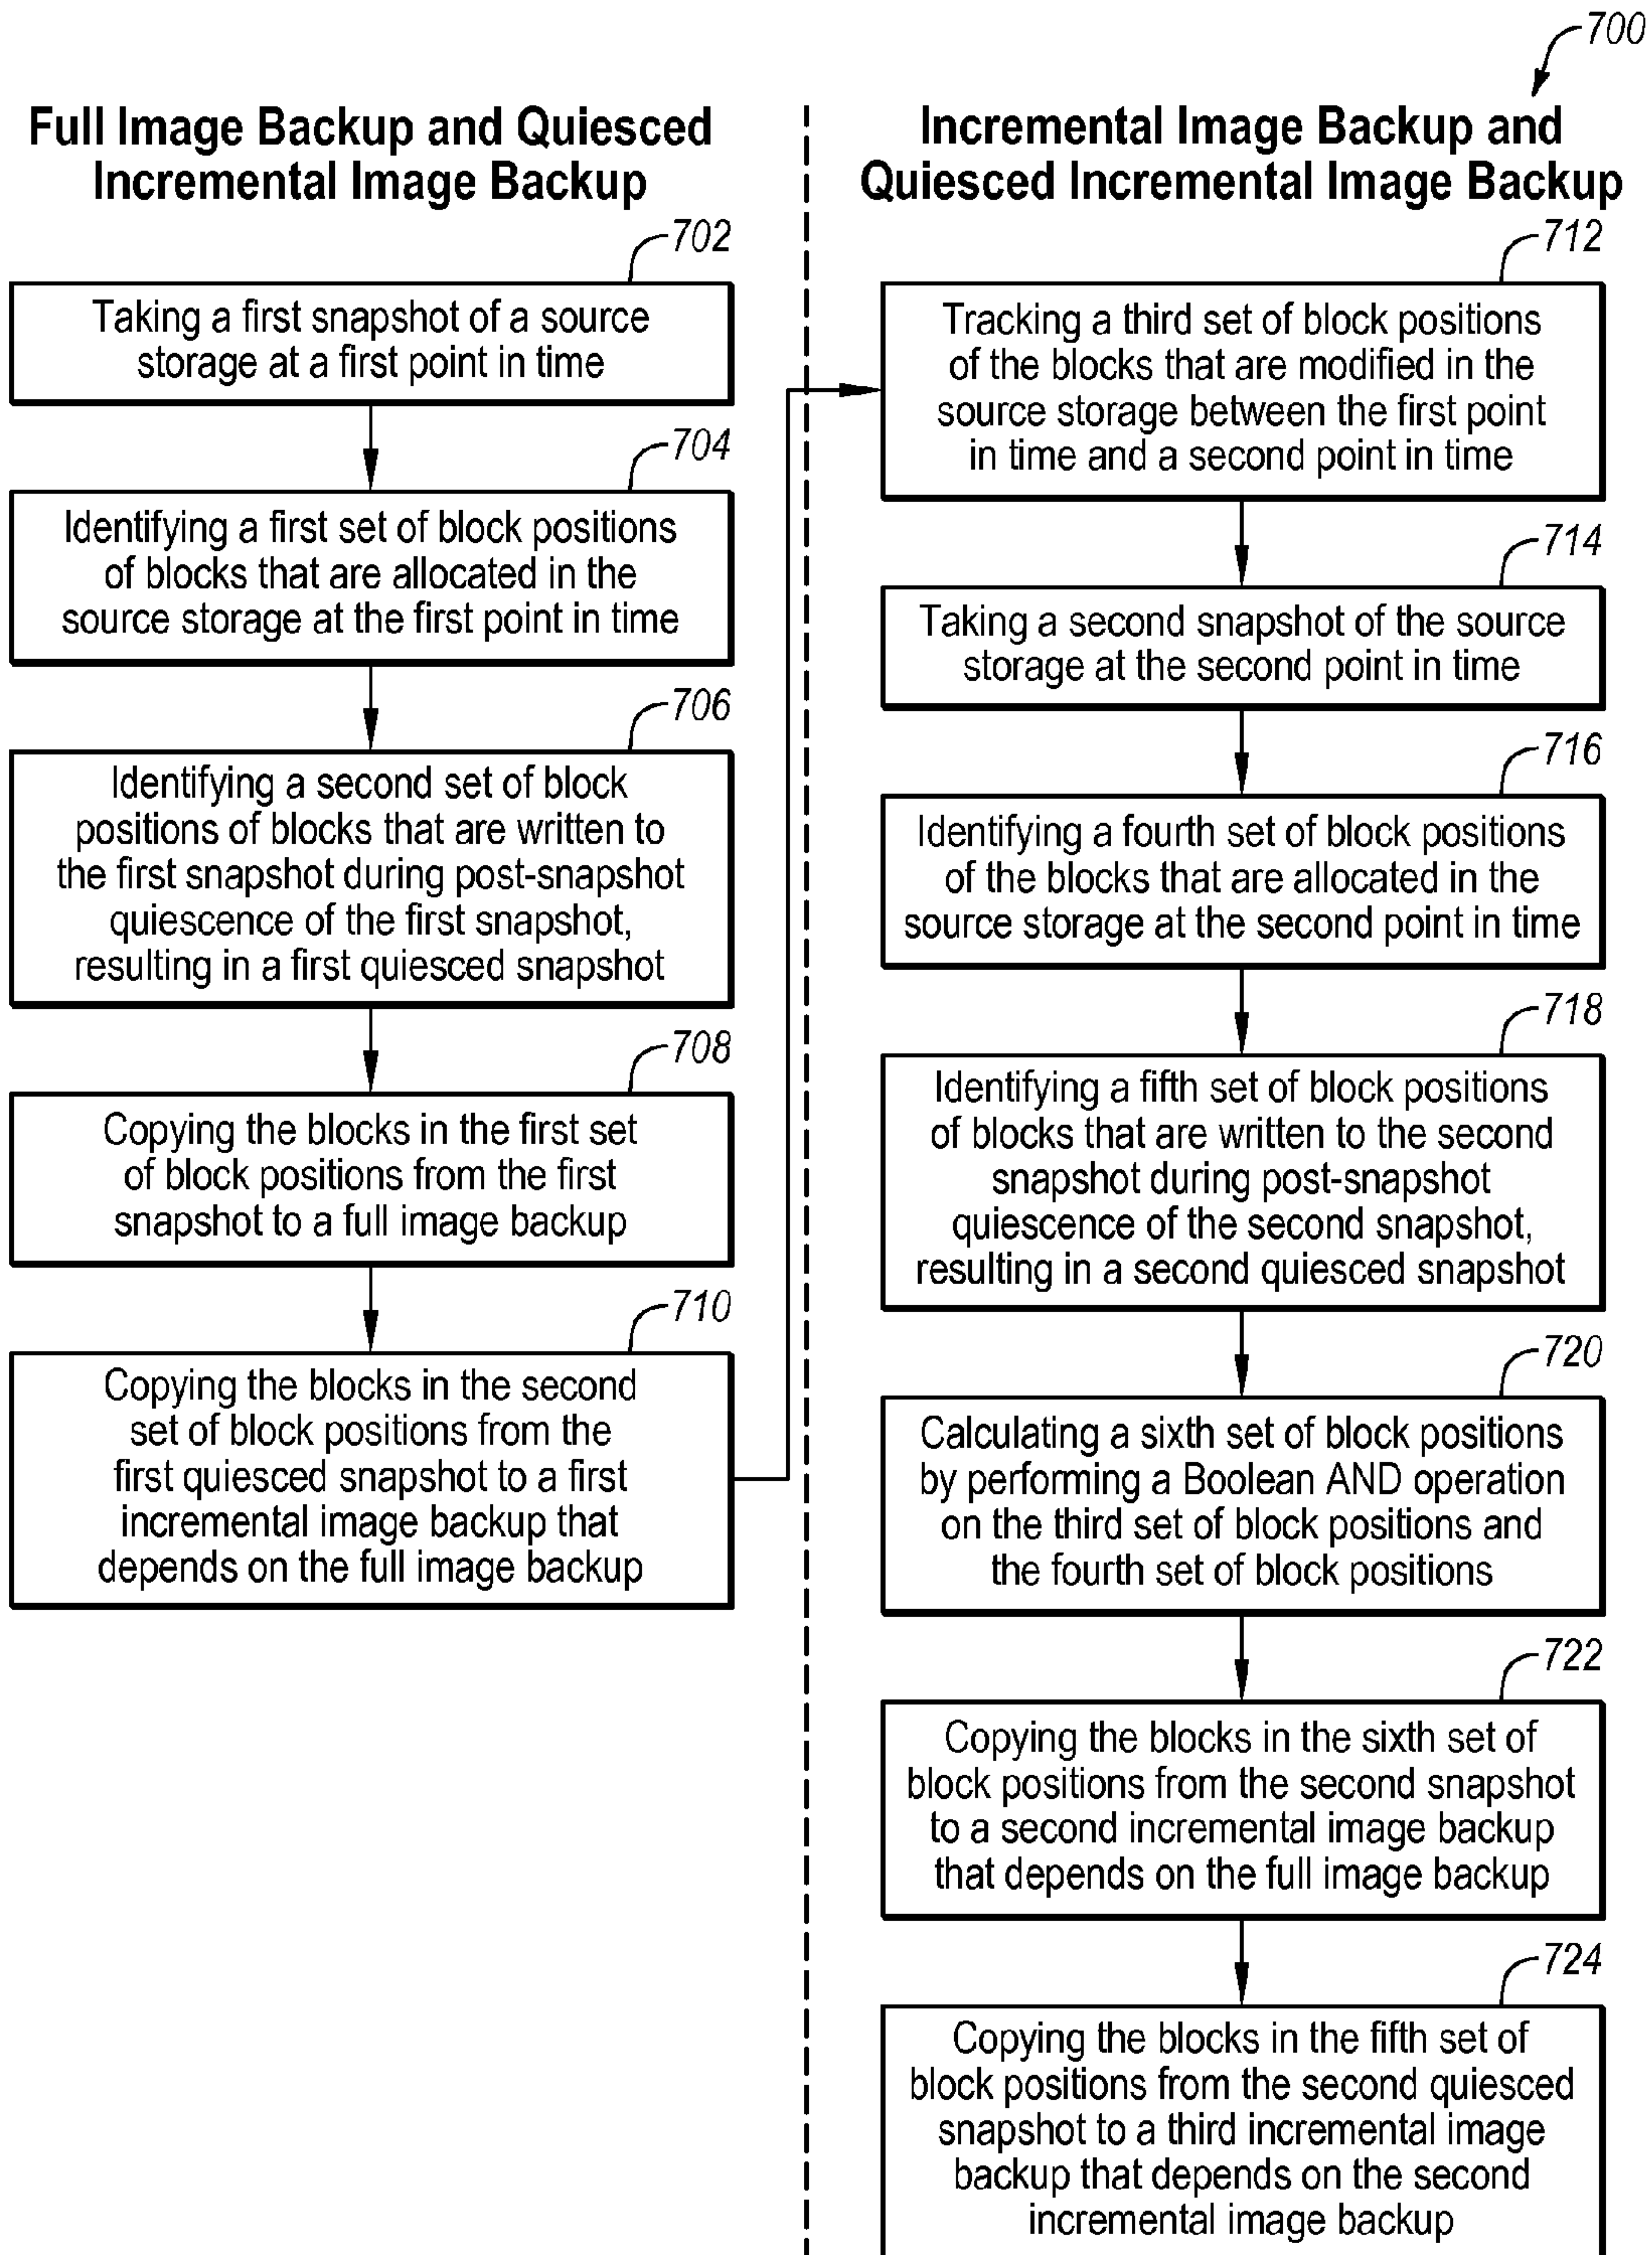 700
Full Image Backup and Quiesced
Incremental Image Backup
702
Taking a first snapshot of a source
storage at a first point in time
704
Identifying a first set of block positions
of blocks that are allocated in the
source storage at the first point in time
706
Identifying a second set of block
positions of blocks that are written to
the first snapshot during post-snapshot
quiescence of the first snapshot,
resulting in a first quiesced snapshot
708
Copying the blocks in the first set
of block positions from the first
snapshot to a full image backup
710
Copying the blocks in the second
set of block positions from the
first quiesced snapshot to a first
incremental image backup that
depends on the full image backup
Incremental Image Backup and
Quiesced Incremental Image Backup
712
Tracking a third set of block positions
of the blocks that are modified in the
source storage between the first point
in time and a second point in time
714
Taking a second snapshot of the source
storage at the second point in time
716
Identifying a fourth set of block positions
of the blocks that are allocated in the
source storage at the second point in time
718
Identifying a fifth set of block positions
of blocks that are written to the second
snapshot during post-snapshot
quiescence of the second snapshot,
resulting in a second quiesced snapshot
720
Calculating a sixth set of block positions
by performing a Boolean AND operation
on the third set of block positions and
the fourth set of block positions
722
Copying the blocks in the sixth set of
block positions from the second snapshot
to a second incremental image backup
that depends on the full image backup
724
Copying the blocks in the fifth set of
block positions from the second quiesced
snapshot to a third incremental image
backup that depends on the second
incremental image backup